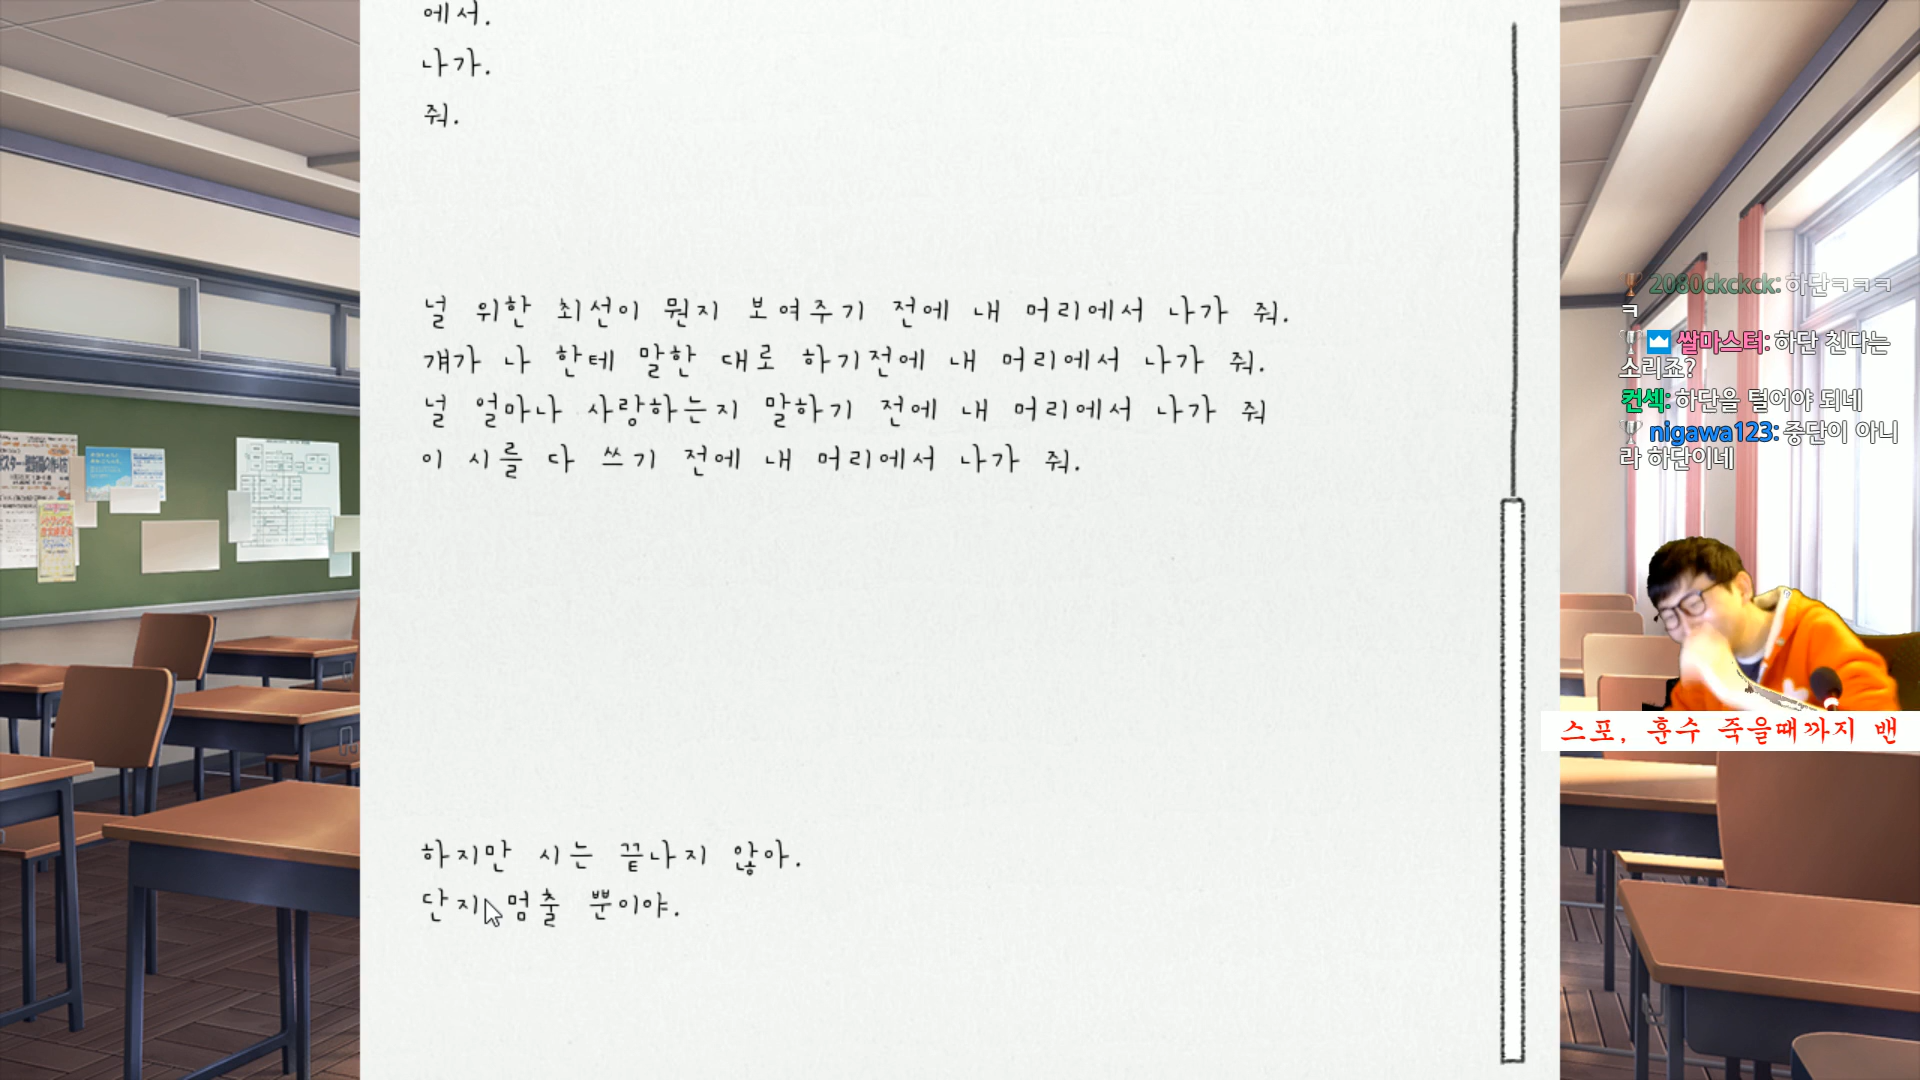 에서.
나가.
줘.
널 위한 최선이 뭔지 보여주기 전에 내 머리에서 나가 줘.
걔가 나 한테 말한 대로 하기전에 내 머리에서 나가 줘.
널 얼마나 사랑하는지 말하기 전에 내 머리에서 나가 줘
이 시를 다 쓰기 전에 내 머리에서 나가 줘.
하지만 시는 끝나지 않아.
단지 멈출 뿐이야.
2080ckckck: 하단ㅋㅋㅋ
ㅋ
쌀마스터: 하단 친다는
소리죠?
컨섹: 하단을 털어야 되네
nigawa123: 중단이 아니
라 하단이네
스포, 훈수 죽을때까지 밴